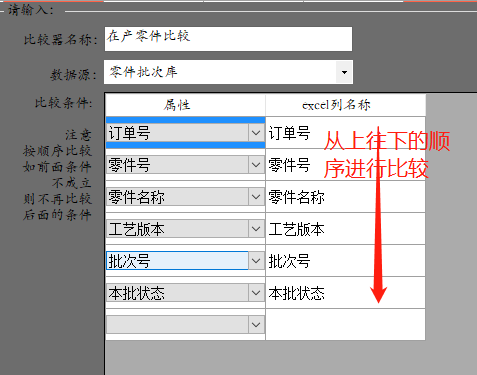 请输入:
比较器名称:
在产零件比较
数据源:
零件批次库
比较条件:
注意
按顺序比较
如前面条件
不成立
则不再比较
后面的条件
属性 excel列名称
订单号 订单号
零件号 零件号
零件名称 零件名称
工艺版本 工艺版本
批次号 批次号
本批状态 本批状态
从上往下的顺
序进行比较